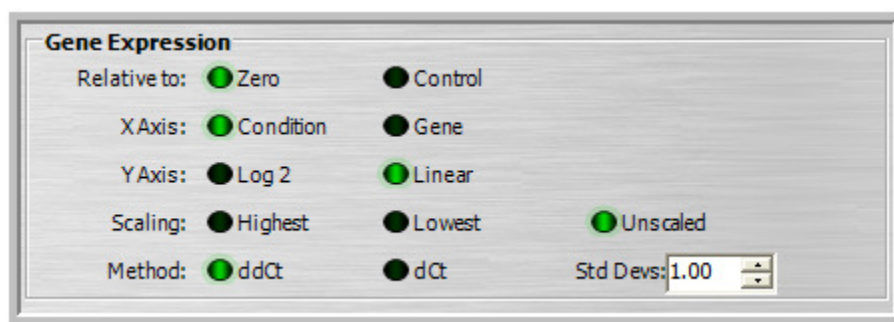 Gene Expression
Relative to: Zero Control
X Axis: Condition Gene
Y Axis: Log 2 Linear
Scaling: Highest Lowest Unscaled
Method: ddCt dCt Std Devs: 1.00